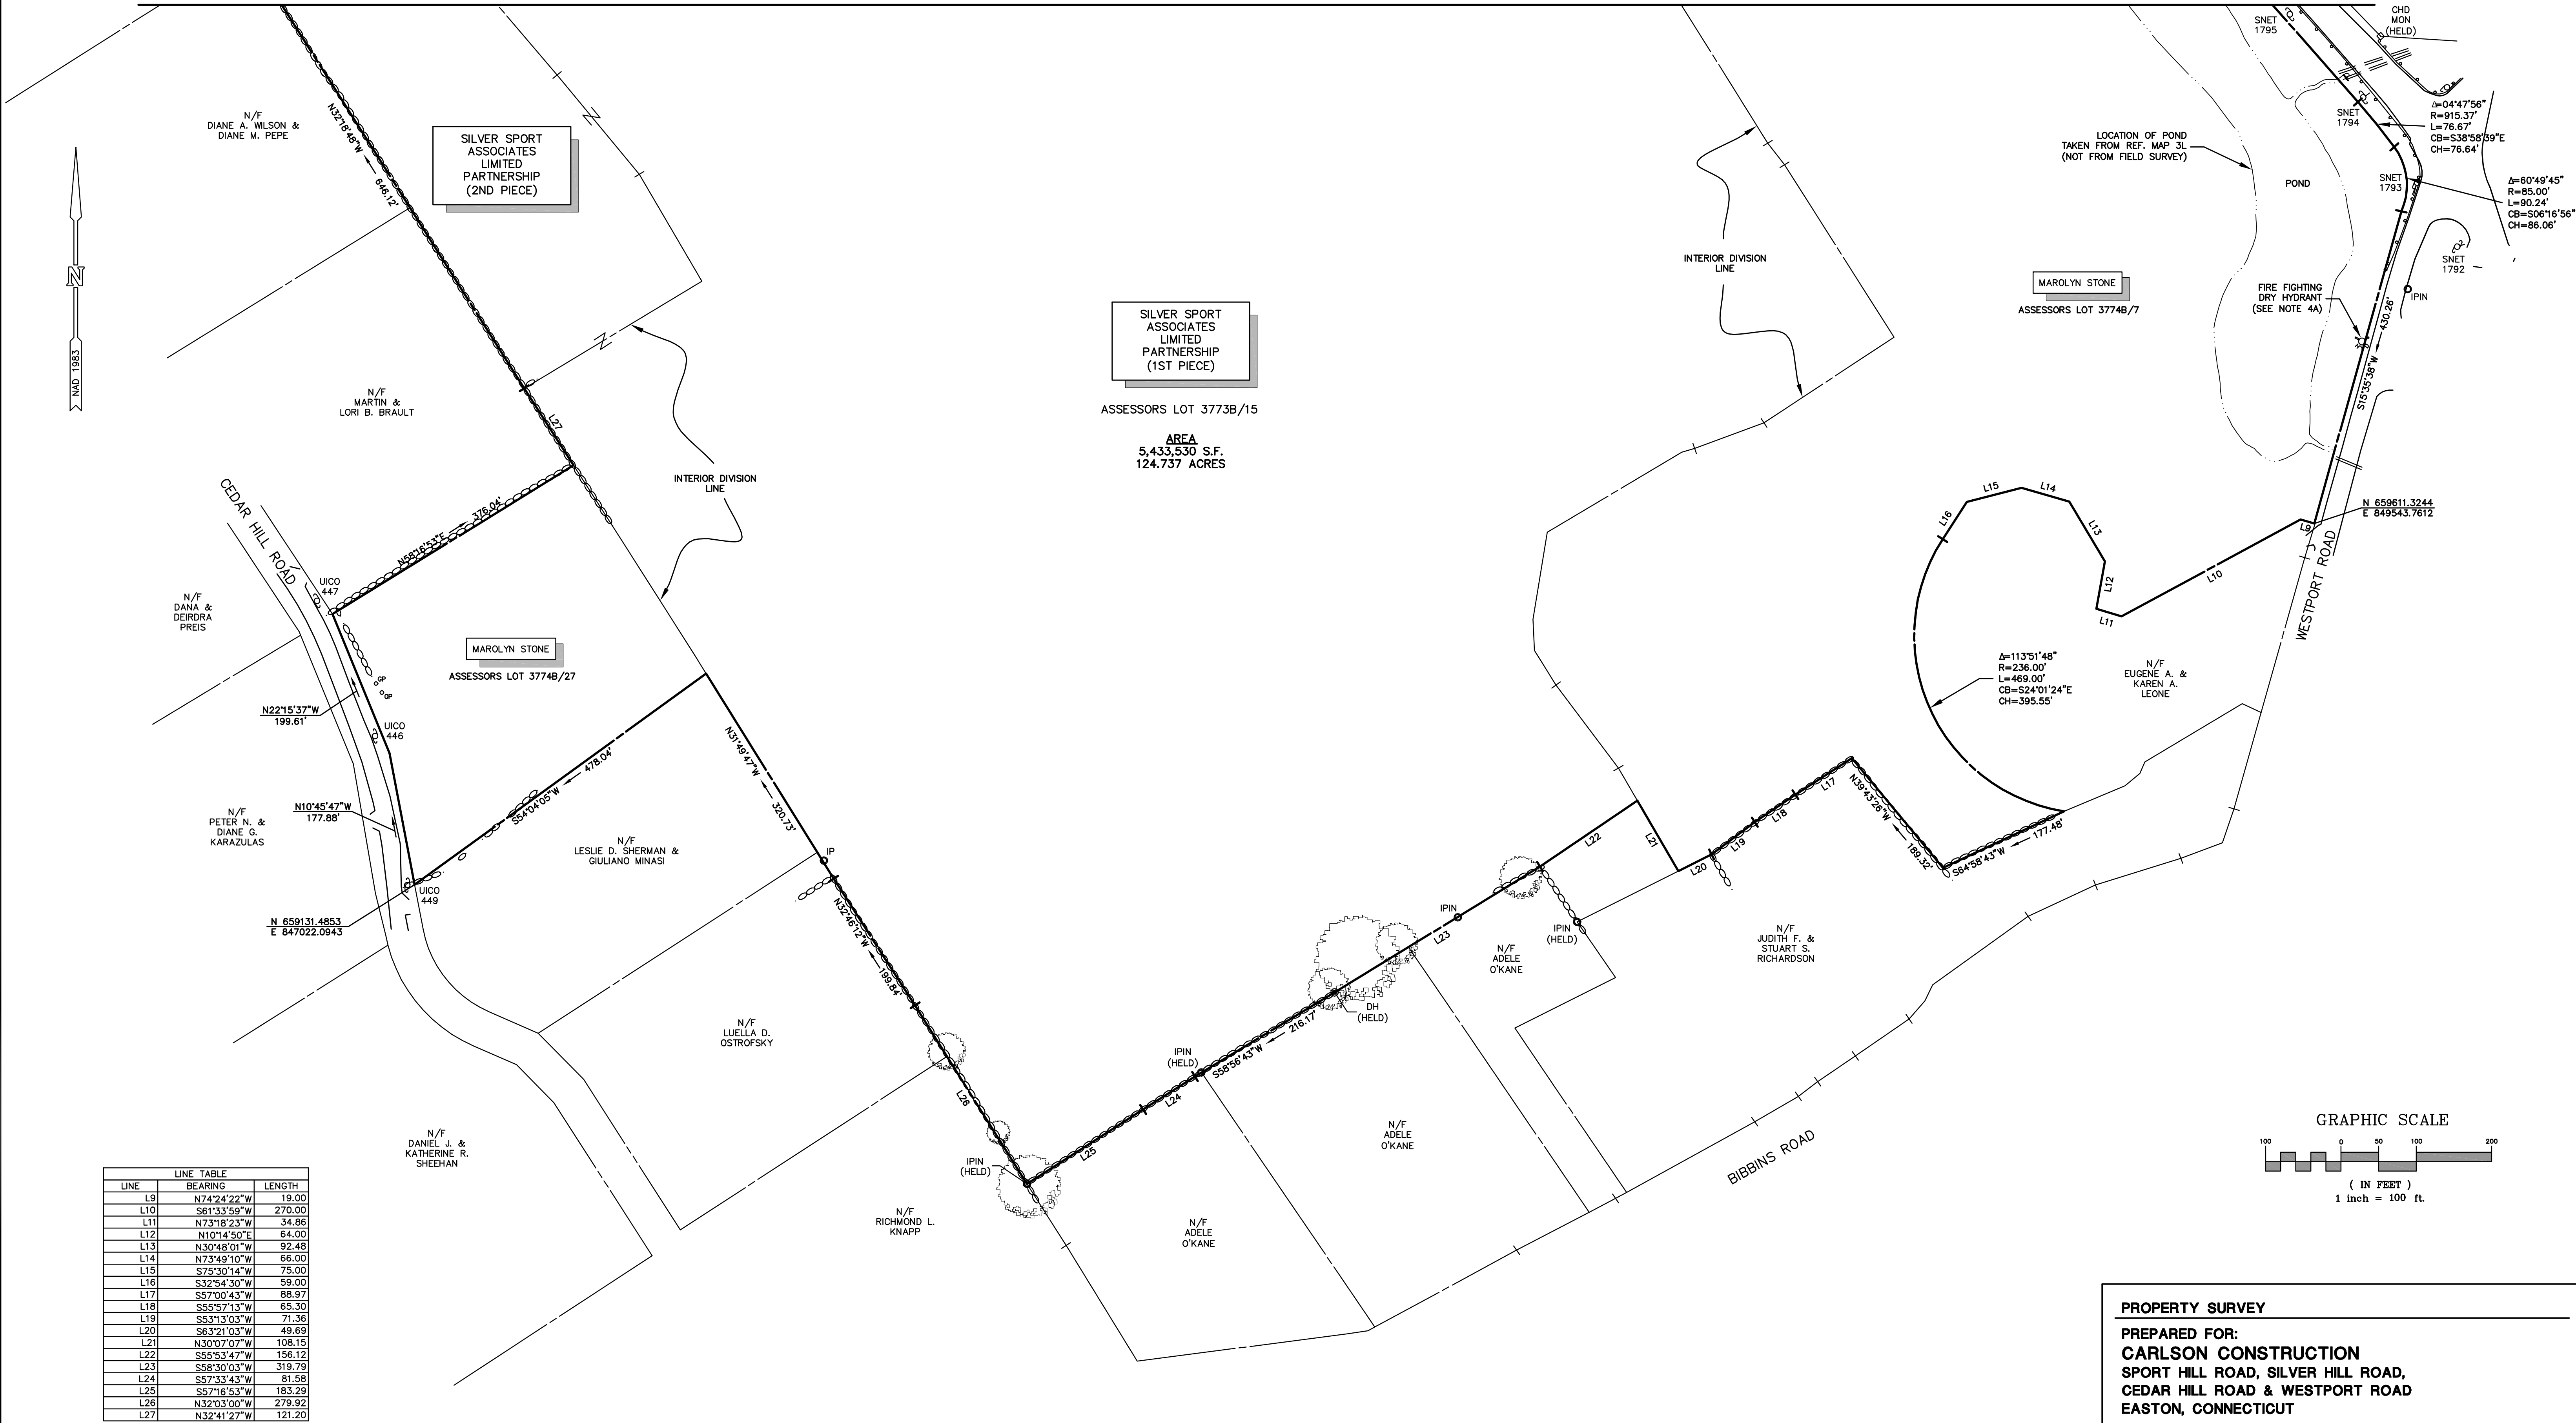 CHD
MON
(HELD)
SNET
1795
SNET
1794
Δ=04°47'56"
R=915.37'
L=76.67'
CB=S38°58'39"E
CH=76.64'
LOCATION OF POND
TAKEN FROM REF. MAP 3L
(NOT FROM FIELD SURVEY)
POND
SNET
1793
Δ=60°49'45"
R=85.00'
L=90.24'
CB=S06°16'56"
CH=86.06'
SNET
1792
IPIN
FIRE FIGHTING
DRY HYDRANT
(SEE NOTE 4A)
S15°35'38"W 430.26'
MAROLYN STONE
ASSESSORS LOT 3774B/7
INTERIOR DIVISION
LINE
N/F
DIANE A. WILSON &
DIANE M. PEPE
N32°18'48"W 646.12'
SILVER SPORT
ASSOCIATES
LIMITED
PARTNERSHIP
(2ND PIECE)
N
NAD 1983
SILVER SPORT
ASSOCIATES
LIMITED
PARTNERSHIP
(1ST PIECE)
ASSESSORS LOT 3773B/15
AREA
5,433,530 S.F.
124.737 ACRES
N/F
MARTIN &
LORI B. BRAULT
L27
INTERIOR DIVISION
LINE
CEDAR HILL ROAD
N58°16'53"E 376.04'
UICO
447
N/F
DANA &
DEIRDRA
PREIS
MAROLYN STONE
ASSESSORS LOT 3774B/27
GP
GP
N22°15'37"W
199.61'
UICO
446
N10°45'47"W
177.88'
N/F
PETER N. &
DIANE G.
KARAZULAS
S54°04'05"W 478.04'
N/F
LESLIE D. SHERMAN &
GIULIANO MINASI
UICO
449
N 659131.4853
E 847022.0943
N31°49'47"W 320.73'
IP
N32°46'12"W 199.84'
L16
L15
L14
L13
L12
L11
L10
L9
N 659611.3244
E 849543.7612
WESTPORT ROAD
Δ=113°51'48"
R=236.00'
L=469.00'
CB=S24°01'24"E
CH=395.55'
N/F
EUGENE A. &
KAREN A.
LEONE
N39°43'26"W 189.32'
S64°58'43"W 177.48'
L17
L18
L19
L20
L21
L22
L23
IPIN
IPIN
(HELD)
N/F
ADELE
O'KANE
N/F
JUDITH F. &
STUART S.
RICHARDSON
DH
(HELD)
S58°56'43"W 216.17'
IPIN
(HELD)
L24
L25
L26
IPIN
(HELD)
N/F
LUELLA D.
OSTROFSKY
N/F
DANIEL J. &
KATHERINE R.
SHEEHAN
N/F
RICHMOND L.
KNAPP
N/F
ADELE
O'KANE
N/F
ADELE
O'KANE
BIBBINS ROAD
GRAPHIC SCALE
100 0 50 100 200
( IN FEET )
1 inch = 100 ft.
LINE TABLE
LINE BEARING LENGTH
L9 N74°24'22"W 19.00
L10 S61°33'59"W 270.00
L11 N73°18'23"W 34.86
L12 N10°14'50"E 64.00
L13 N30°48'01"W 92.48
L14 N73°49'10"W 66.00
L15 S75°30'14"W 75.00
L16 S32°54'30"W 59.00
L17 S57°00'43"W 88.97
L18 S55°57'13"W 65.30
L19 S53°13'03"W 71.36
L20 S63°21'03"W 49.69
L21 N30°07'07"W 108.15
L22 S55°53'47"W 156.12
L23 S58°30'03"W 319.79
L24 S57°33'43"W 81.58
L25 S57°16'53"W 183.29
L26 N32°03'00"W 279.92
L27 N32°41'27"W 121.20
PROPERTY SURVEY
PREPARED FOR:
CARLSON CONSTRUCTION
SPORT HILL ROAD, SILVER HILL ROAD,
CEDAR HILL ROAD & WESTPORT ROAD
EASTON, CONNECTICUT